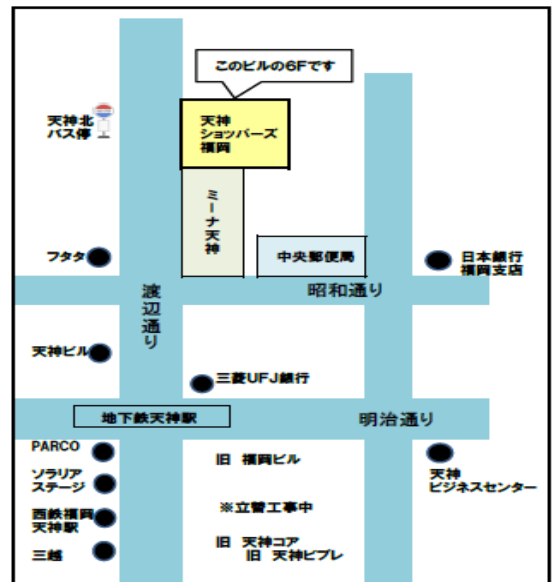 このビルの6Fです
天神北
バス停
天神
ショッパーズ
福岡
ミーナ天神
フタタ
中央郵便局
日本銀行
福岡支店
渡辺通り
昭和通り
天神ビル
三菱UFJ銀行
地下鉄天神駅
明治通り
PARCO
ソラリア
ステージ
西鉄福岡
天神駅
三越
旧 福岡ビル
※立替工事中
旧 天神コア
旧 天神ビブレ
天神
ビジネスセンター